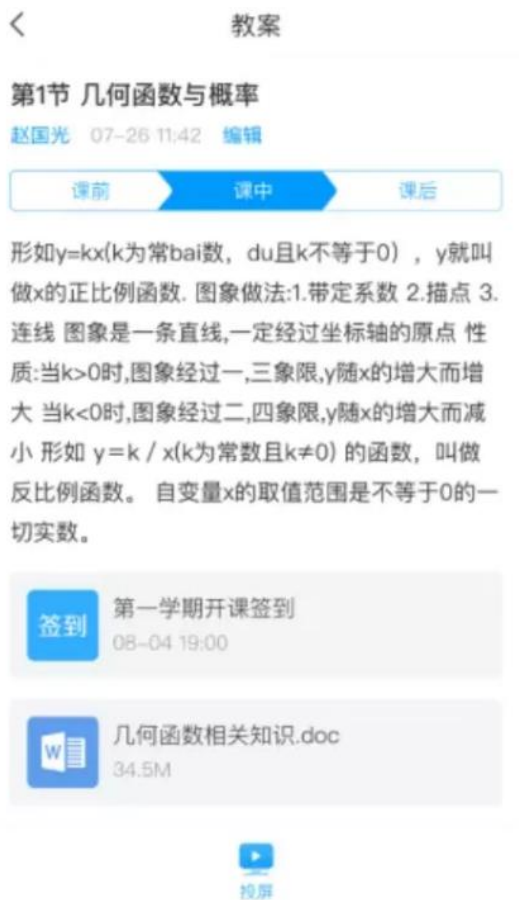 教案
第1节 几何函数与概率
赵国光 07-26 11:42 编辑
课前 课中 课后
形如y=kx(k为常bai数，du且k不等于0），y就叫
做x的正比例函数. 图象做法:1.带定系数 2.描点 3.
连线 图象是一条直线,一定经过坐标轴的原点 性
质:当k>0时,图象经过一,三象限,y随x的增大而增
大 当k<0时,图象经过二,四象限,y随x的增大而减
小 形如 y＝k / x(k为常数且k≠0) 的函数，叫做
反比例函数。 自变量x的取值范围是不等于0的一
切实数。
签到
第一学期开课签到
08-04 19:00
W
几何函数相关知识.doc
34.5M
投屏